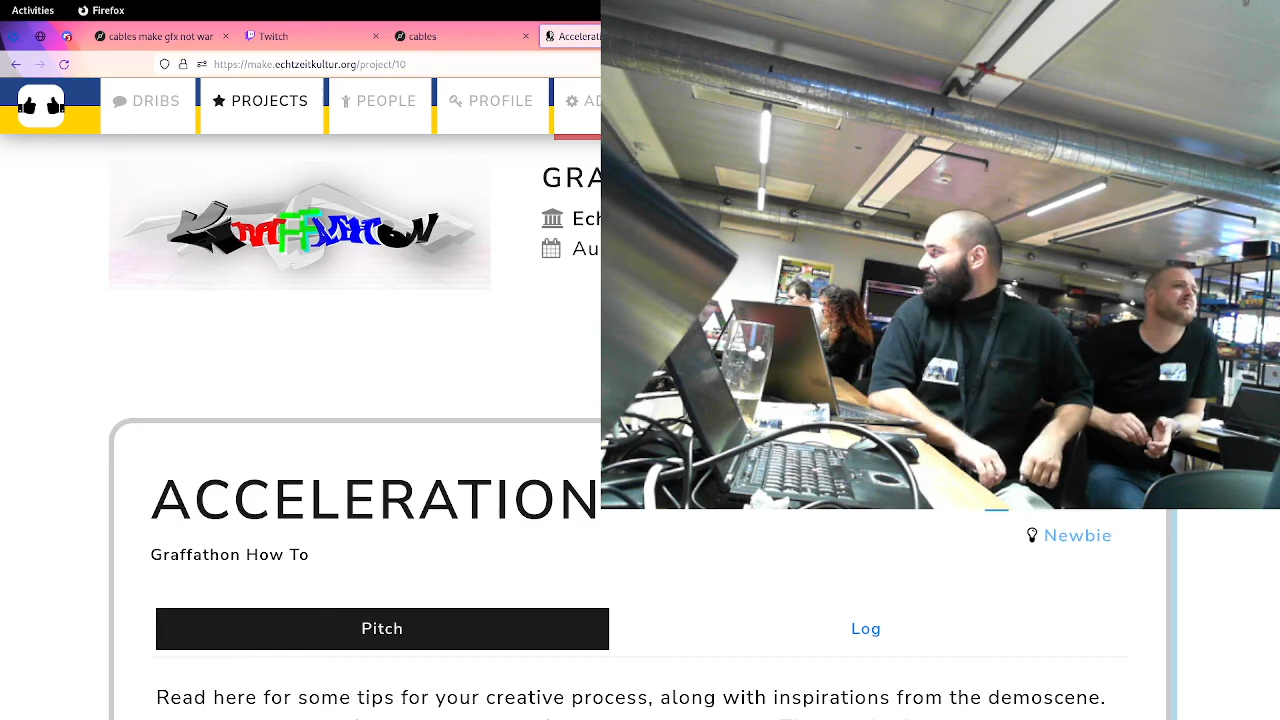 Activities Firefox
cables make gfx not war × Twitch × cables × Accelerati
https://make.echtzeitkultur.org/project/10
DRIBS PROJECTS PEOPLE PROFILE AD
GRAFFATHON
GRA
Ech
Au
ACCELERATION
Newbie
Graffathon How To
Pitch Log
Read here for some tips for your creative process, along with inspirations from the demoscene.